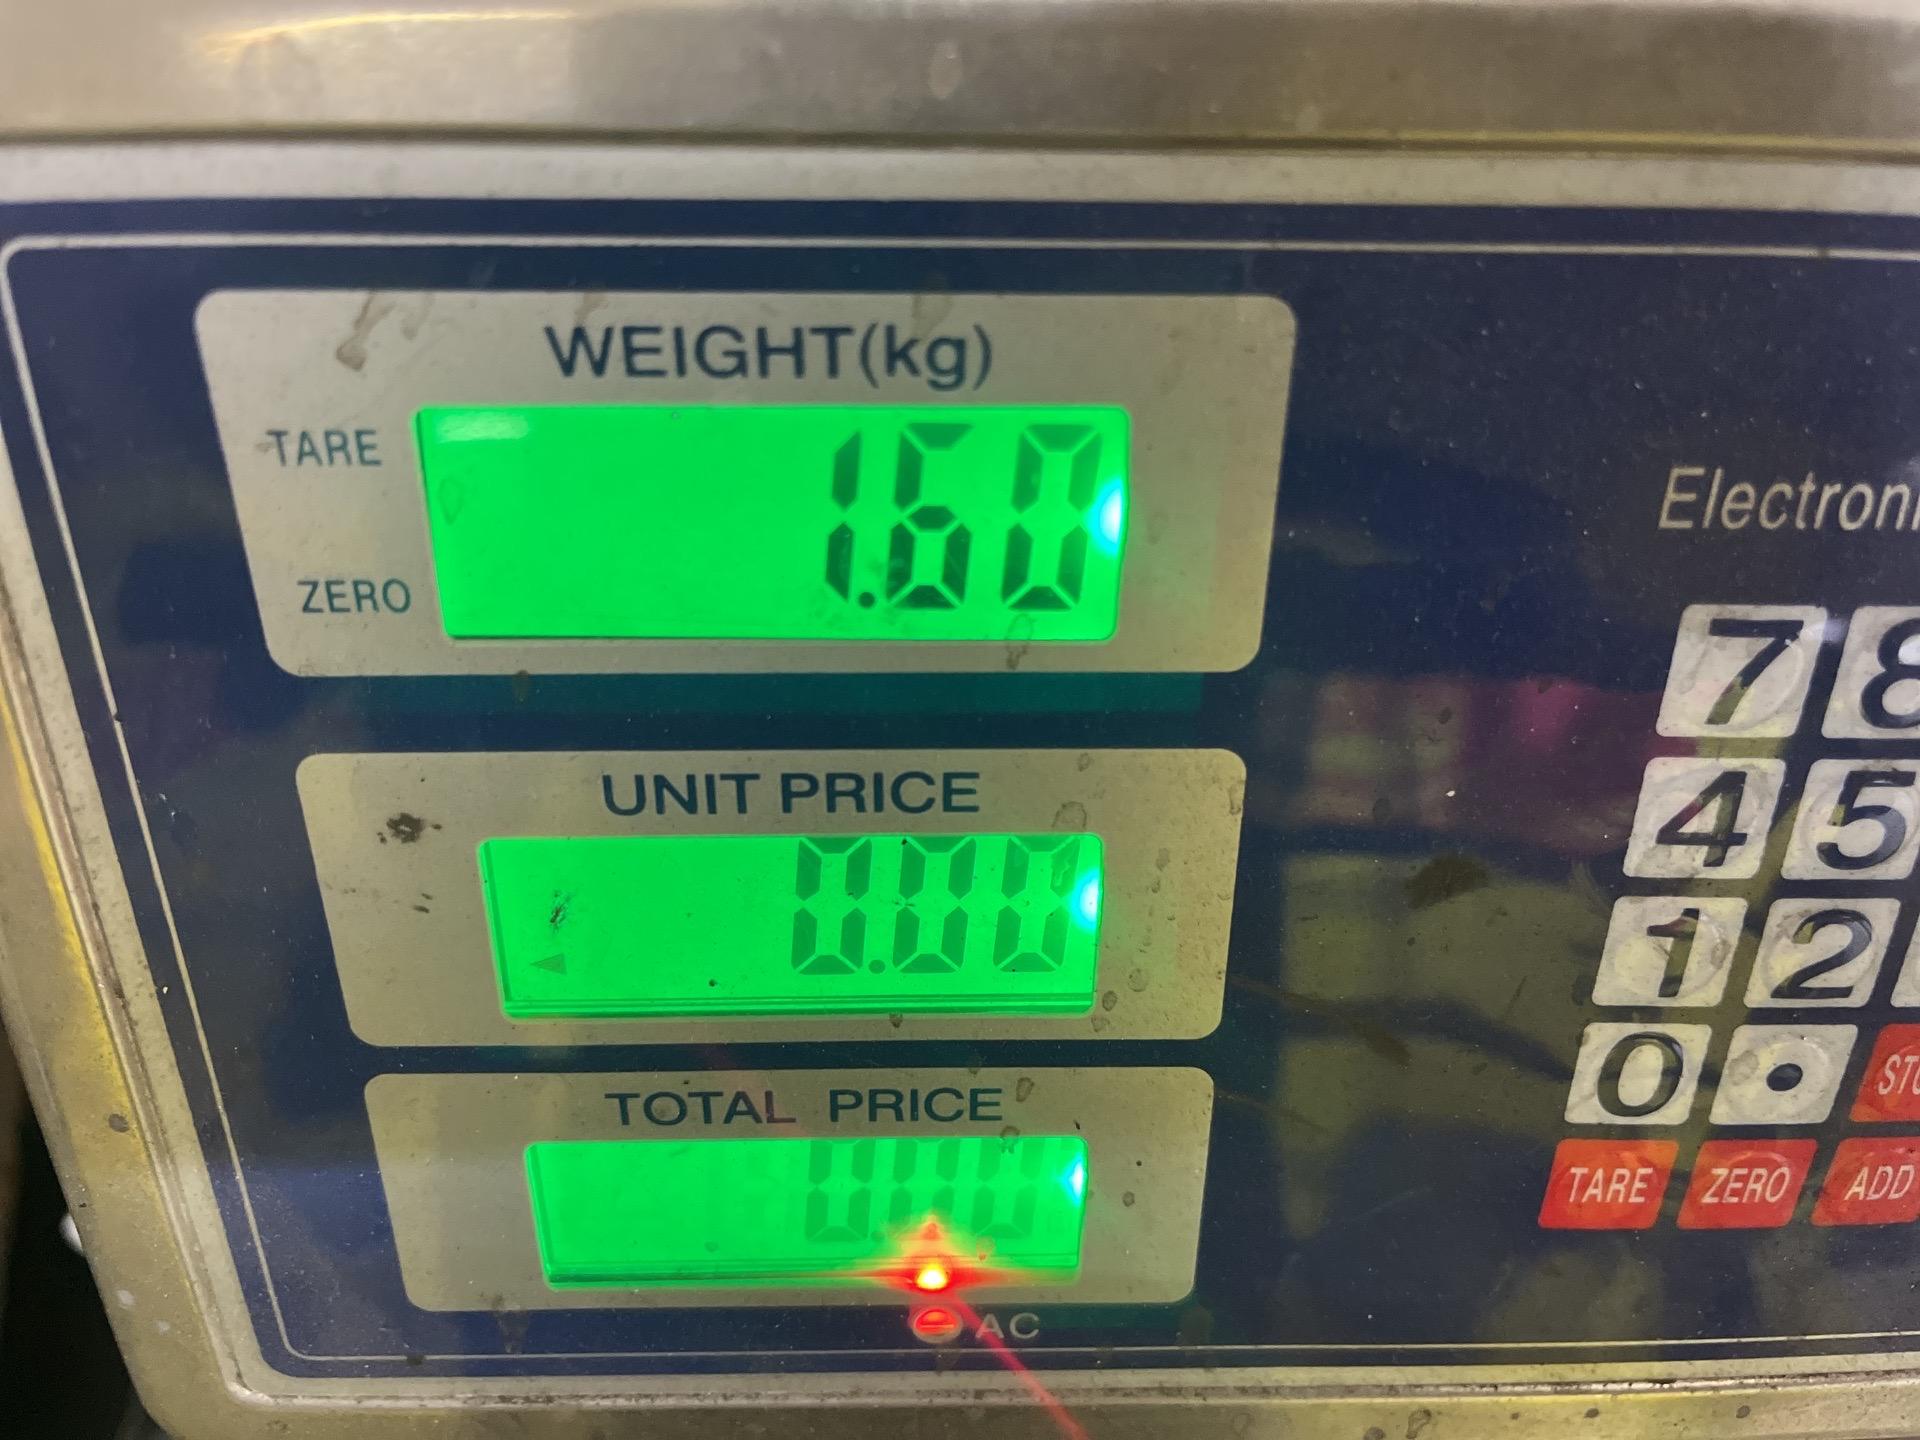 WEIGHT(kg)
TARE
1.60
ZERO
UNIT PRICE
0.00
TOTAL PRICE
0.00
AC
Electroni
7 8
4 5
1 2
0 .
TARE ZERO ADD